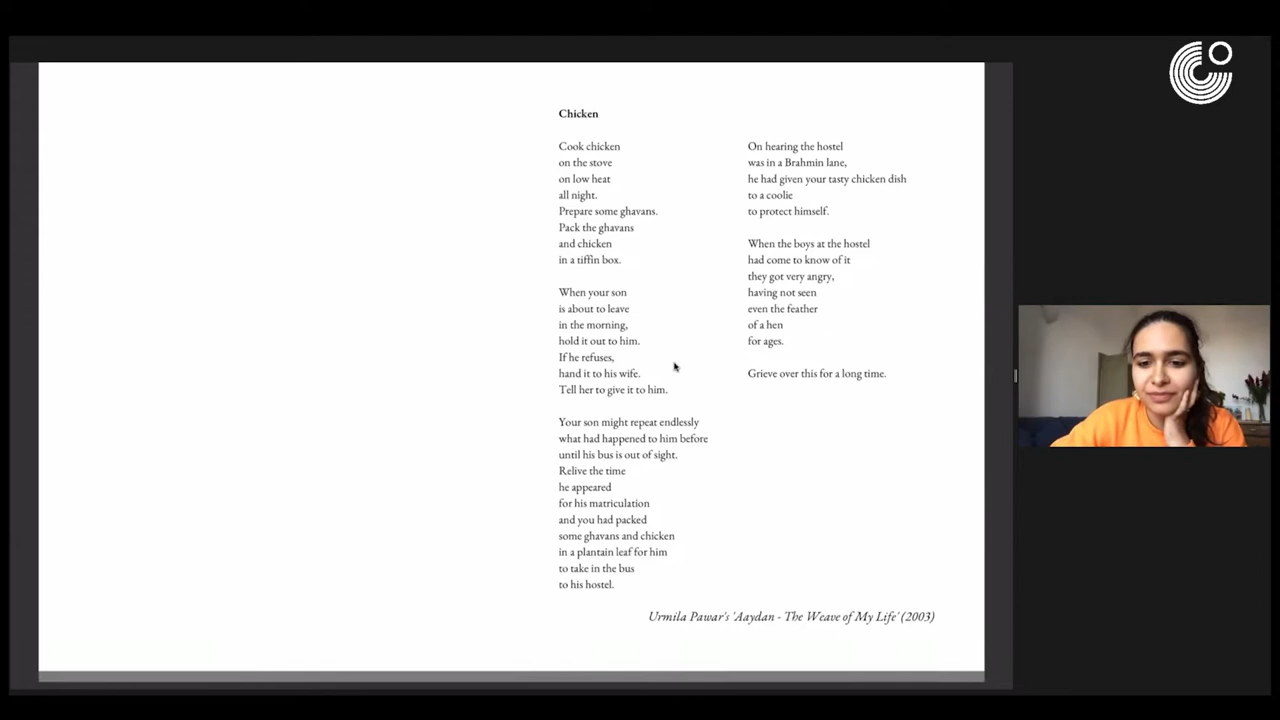 Chicken
Cook chicken
on the stove
on low heat
all night.
Prepare some ghavans.
Pack the ghavans
and chicken
in a tiffin box.
When your son
is about to leave
in the morning,
hold it out to him.
If he refuses,
hand it to his wife.
Tell her to give it to him.
Your son might repeat endlessly
what had happened to him before
until his bus is out of sight.
Relive the time
he appeared
for his matriculation
and you had packed
some ghavans and chicken
in a plantain leaf for him
to take in the bus
to his hostel.
On hearing the hostel
was in a Brahmin lane,
he had given your tasty chicken dish
to a coolie
to protect himself.
When the boys at the hostel
had come to know of it
they got very angry,
having not seen
even the feather
of a hen
for ages.
Grieve over this for a long time.
Urmila Pawar's 'Aaydan - The Weave of My Life' (2003)